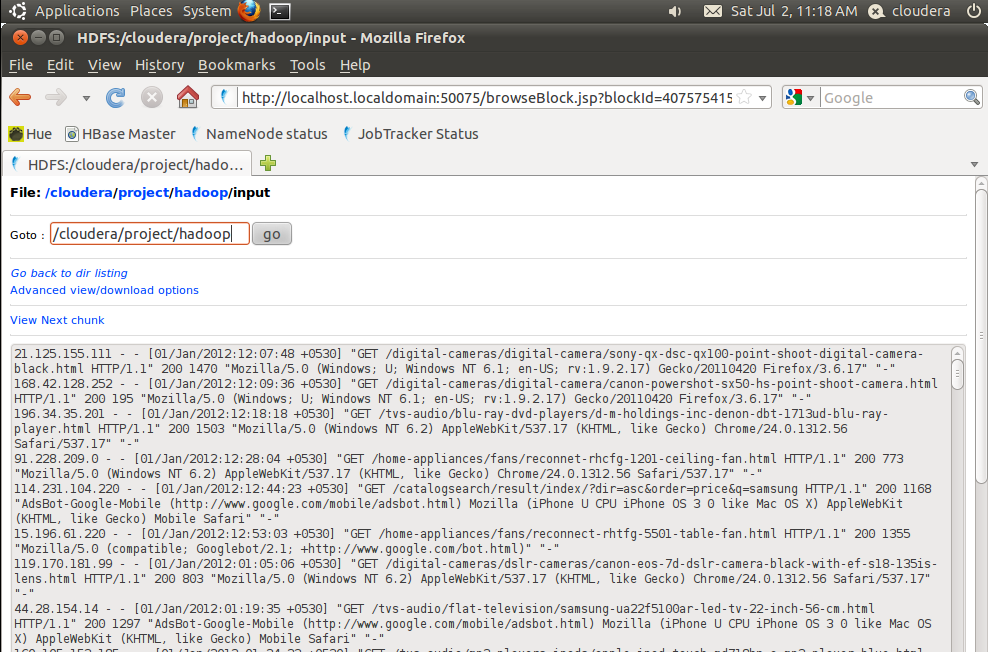 Applications Places System Sat Jul 2, 11:18 AM cloudera
HDFS:/cloudera/project/hadoop/input - Mozilla Firefox
File Edit View History Bookmarks Tools Help
http://localhost.localdomain:50075/browseBlock.jsp?blockId=407575415 Google
Hue HBase Master NameNode status JobTracker Status
HDFS:/cloudera/project/hado...
File: /cloudera/project/hadoop/input
Goto : /cloudera/project/hadoop go
Go back to dir listing
Advanced view/download options
View Next chunk
21.125.155.111 - - [01/Jan/2012:12:07:48 +0530] "GET /digital-cameras/digital-camera/sony-qx-dsc-qx100-point-shoot-digital-camera-
black.html HTTP/1.1" 200 1470 "Mozilla/5.0 (Windows; U; Windows NT 6.1; en-US; rv:1.9.2.17) Gecko/20110420 Firefox/3.6.17" "-"
168.42.128.252 - - [01/Jan/2012:12:09:36 +0530] "GET /digital-cameras/digital-camera/canon-powershot-sx50-hs-point-shoot-camera.html
HTTP/1.1" 200 195 "Mozilla/5.0 (Windows; U; Windows NT 6.1; en-US; rv:1.9.2.17) Gecko/20110420 Firefox/3.6.17" "-"
196.34.35.201 - - [01/Jan/2012:12:18:18 +0530] "GET /tvs-audio/blu-ray-dvd-players/d-m-holdings-inc-denon-dbt-1713ud-blu-ray-
player.html HTTP/1.1" 200 1503 "Mozilla/5.0 (Windows NT 6.2) AppleWebKit/537.17 (KHTML, like Gecko) Chrome/24.0.1312.56
Safari/537.17" "-"
91.228.209.0 - - [01/Jan/2012:12:28:04 +0530] "GET /home-appliances/fans/reconnet-rhcfg-1201-ceiling-fan.html HTTP/1.1" 200 773
"Mozilla/5.0 (Windows NT 6.2) AppleWebKit/537.17 (KHTML, like Gecko) Chrome/24.0.1312.56 Safari/537.17" "-"
114.231.104.220 - - [01/Jan/2012:12:44:23 +0530] "GET /catalogsearch/result/index/?dir=asc&order=price&q=samsung HTTP/1.1" 200 1168
"AdsBot-Google-Mobile (http://www.google.com/mobile/adsbot.html) Mozilla (iPhone U CPU iPhone OS 3 0 like Mac OS X) AppleWebKit
(KHTML, like Gecko) Mobile Safari" "-"
15.196.61.220 - - [01/Jan/2012:12:53:03 +0530] "GET /home-appliances/fans/reconnect-rhtfg-5501-table-fan.html HTTP/1.1" 200 1355
"Mozilla/5.0 (compatible; Googlebot/2.1; +http://www.google.com/bot.html)" "-"
119.170.181.99 - - [01/Jan/2012:01:05:06 +0530] "GET /digital-cameras/dslr-cameras/canon-eos-7d-dslr-camera-black-with-ef-s18-135is-
lens.html HTTP/1.1" 200 803 "Mozilla/5.0 (Windows NT 6.2) AppleWebKit/537.17 (KHTML, like Gecko) Chrome/24.0.1312.56 Safari/537.17"
"-"
44.28.154.14 - - [01/Jan/2012:01:19:35 +0530] "GET /tvs-audio/flat-television/samsung-ua22f5100ar-led-tv-22-inch-56-cm.html
HTTP/1.1" 200 1297 "AdsBot-Google-Mobile (http://www.google.com/mobile/adsbot.html) Mozilla (iPhone U CPU iPhone OS 3 0 like Mac OS
X) AppleWebKit (KHTML, like Gecko) Mobile Safari" "-"